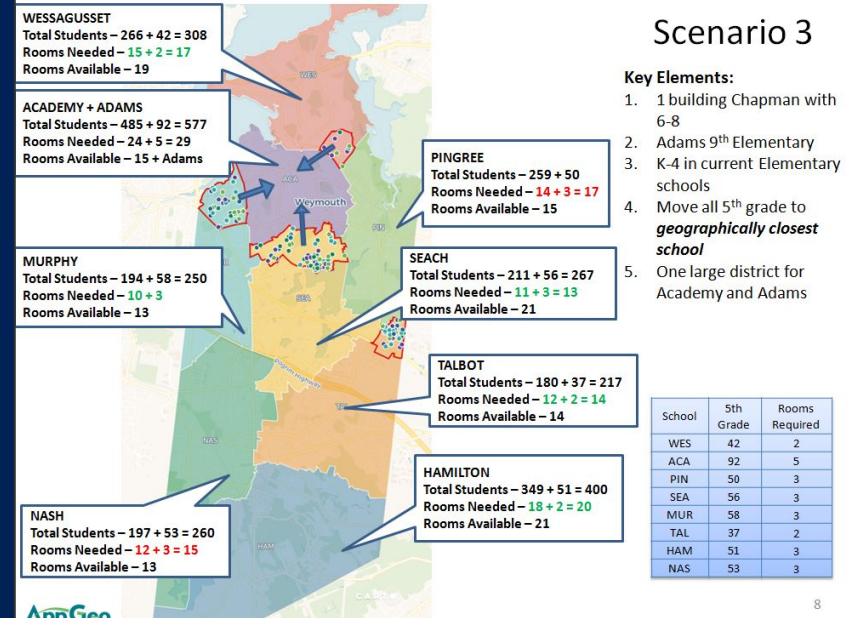 Scenario 3
WESSAGUSSET
Total Students – 266 + 42 = 308
Rooms Needed – 15 + 2 = 17
Rooms Available – 19
ACADEMY + ADAMS
Total Students – 485 + 92 = 577
Rooms Needed – 24 + 5 = 29
Rooms Available – 15 + Adams
MURPHY
Total Students – 194 + 58 = 250
Rooms Needed – 10 + 3
Rooms Available – 13
NASH
Total Students – 197 + 53 = 260
Rooms Needed – 12 + 3 = 15
Rooms Available – 13
PINGREE
Total Students – 259 + 50
Rooms Needed – 14 + 3 = 17
Rooms Available – 15
SEACH
Total Students – 211 + 56 = 267
Rooms Needed – 11 + 3 = 13
Rooms Available – 21
TALBOT
Total Students – 180 + 37 = 217
Rooms Needed – 12 + 2 = 14
Rooms Available – 14
HAMILTON
Total Students – 349 + 51 = 400
Rooms Needed – 18 + 2 = 20
Rooms Available – 21
WES
ACA
Weymouth
PIN
SEA
Pilgrim Highway
NAS
HAM
Key Elements:
1. 1 building Chapman with
6-8
2. Adams 9th Elementary
3. K-4 in current Elementary
schools
4. Move all 5th grade to
geographically closest
school
5. One large district for
Academy and Adams
School 5th Grade Rooms Required
WES 42 2
ACA 92 5
PIN 50 3
SEA 56 3
MUR 58 3
TAL 37 2
HAM 51 3
NAS 53 3
AppGeo
8